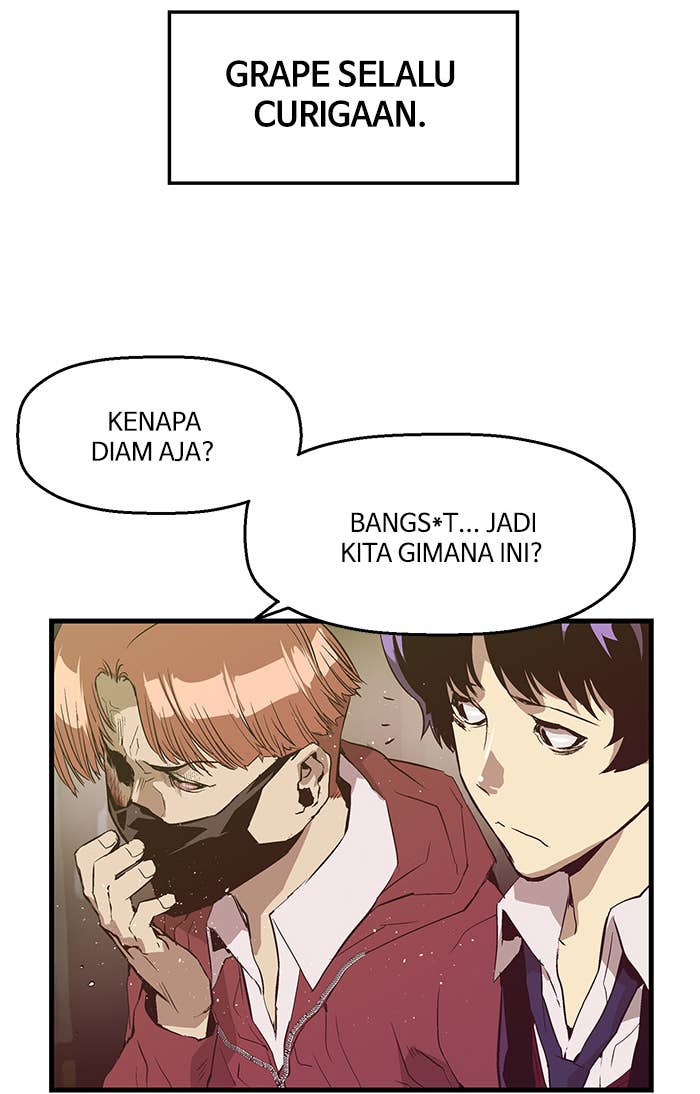 GRAPE SELALU
CURIGAAN.
KENAPA
DIAM AJA?
BANGS*T... JADI
KITA GIMANA INI?